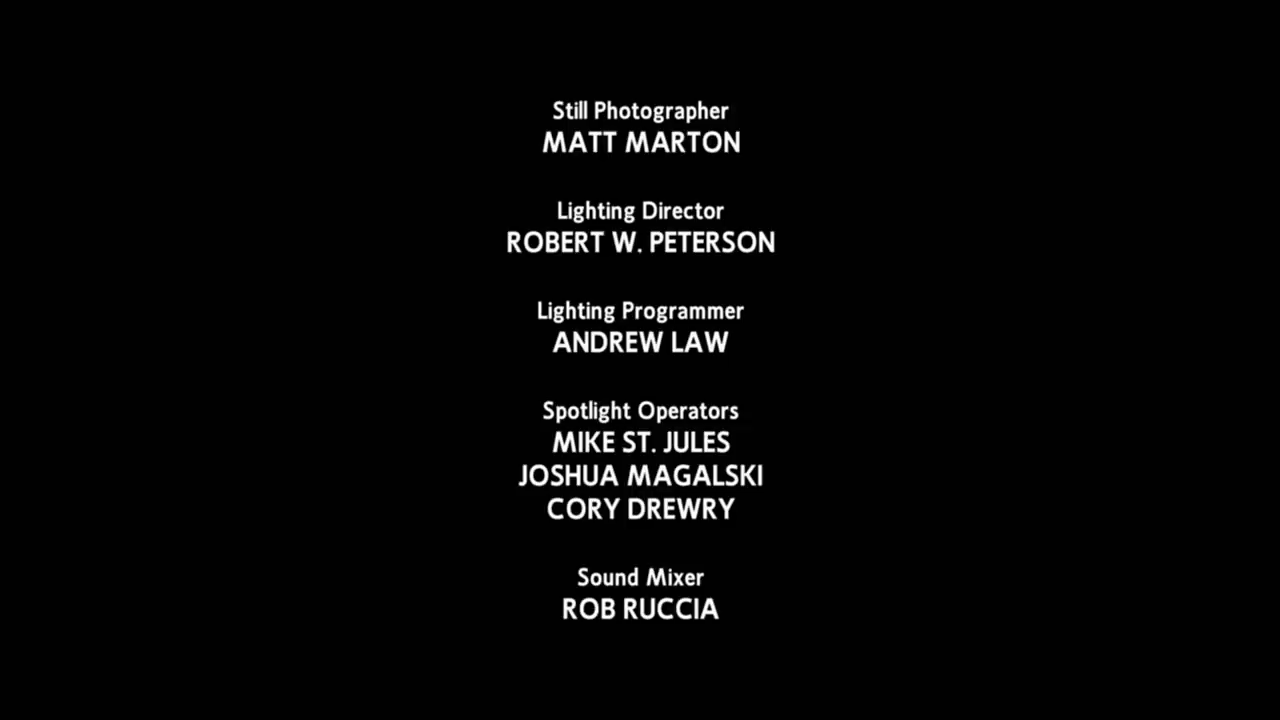 Still Photographer
MATT MARTON
Lighting Director
ROBERT W. PETERSON
Lighting Programmer
ANDREW LAW
Spotlight Operators
MIKE ST. JULES
JOSHUA MAGALSKI
CORY DREWRY
Sound Mixer
ROB RUCCIA